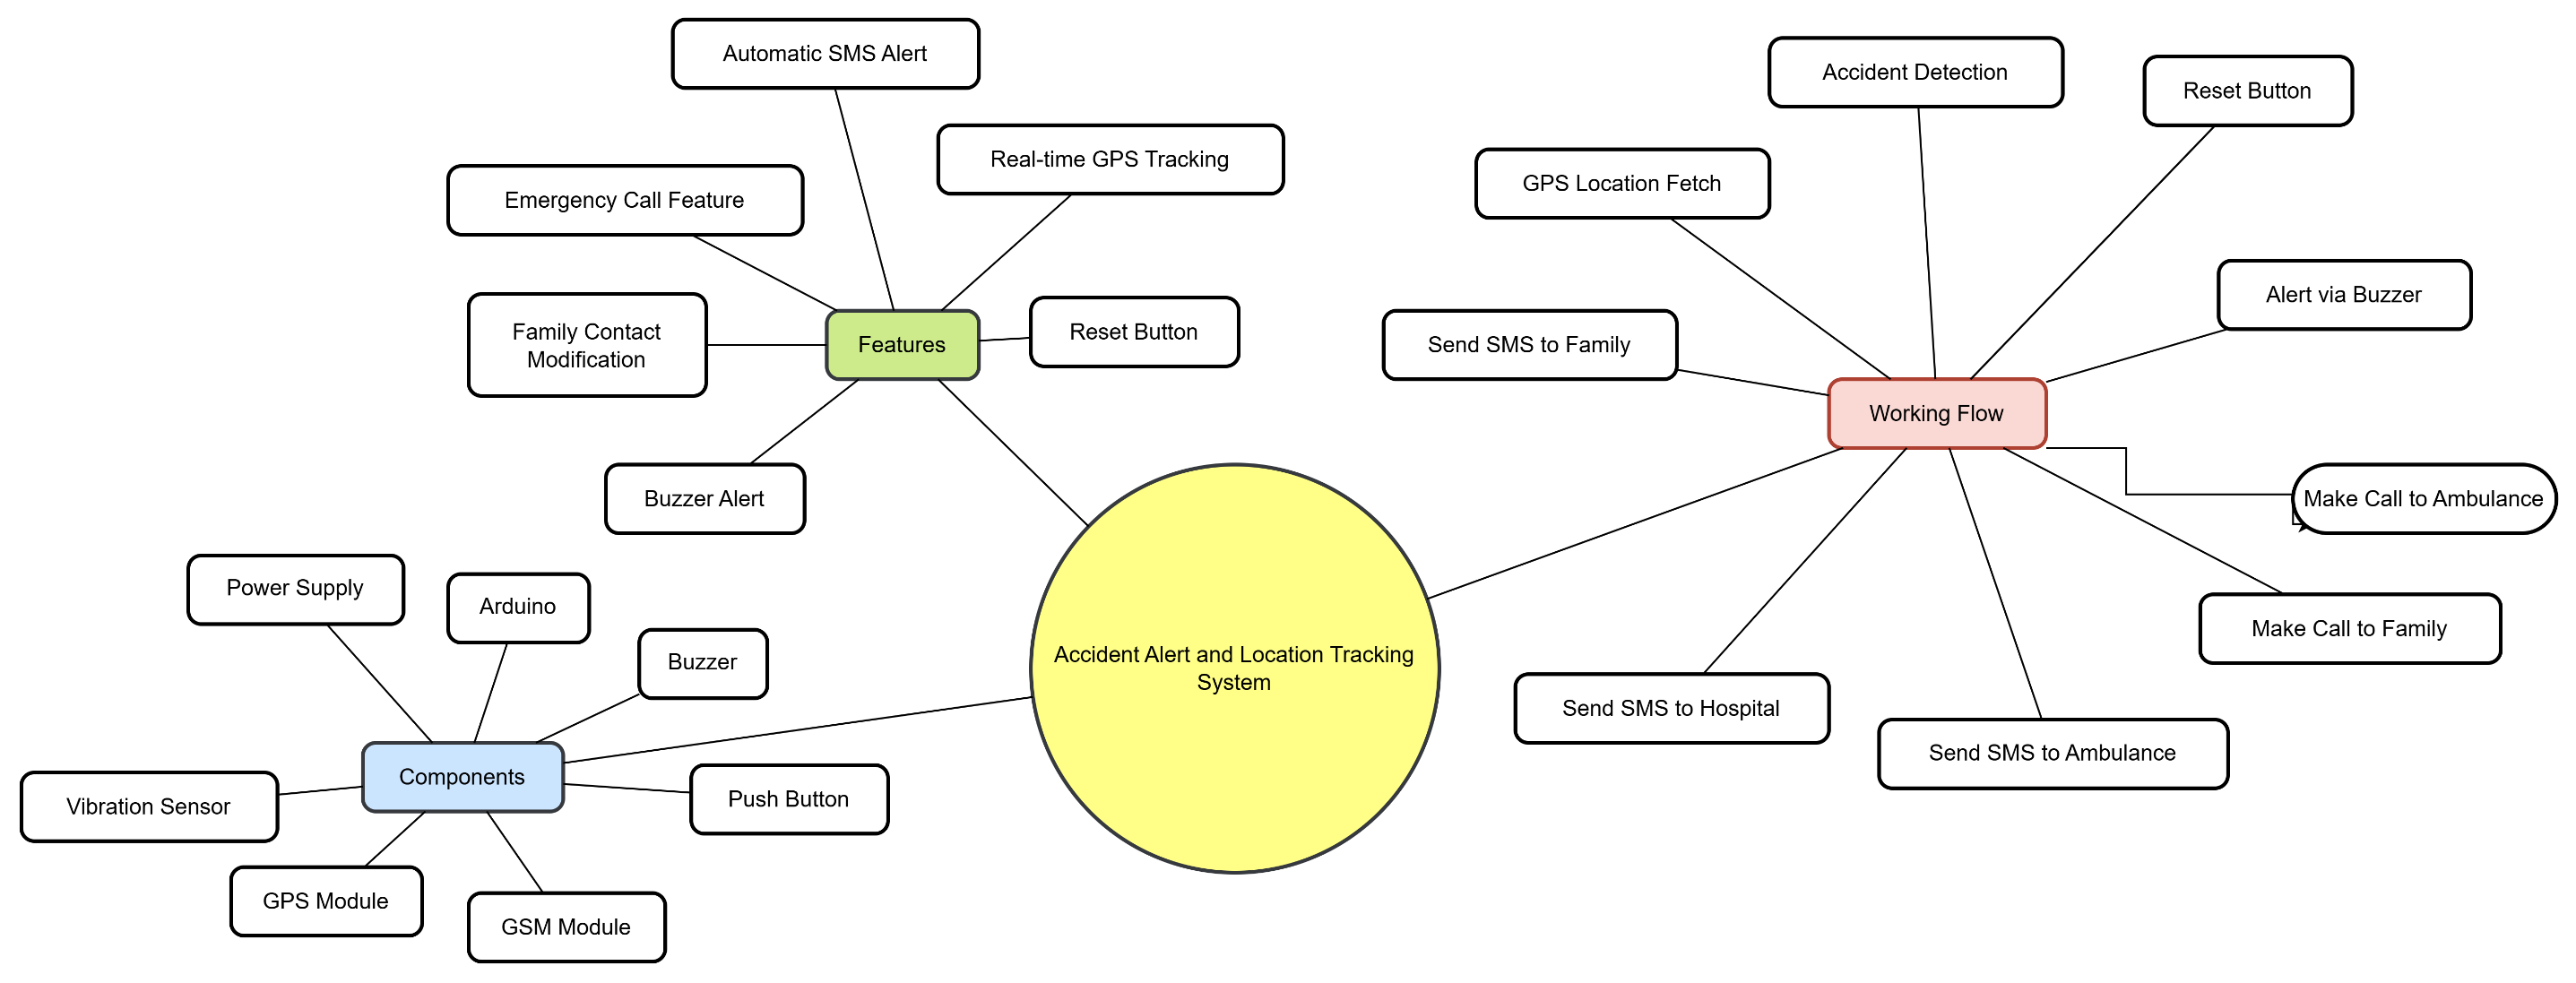 Automatic SMS Alert
Real-time GPS Tracking
Emergency Call Feature
Family Contact
Modification
Features
Reset Button
Buzzer Alert
Accident Detection
Reset Button
GPS Location Fetch
Alert via Buzzer
Send SMS to Family
Working Flow
Make Call to Ambulance
Make Call to Family
Send SMS to Hospital
Send SMS to Ambulance
Accident Alert and Location Tracking
System
Power Supply
Arduino
Buzzer
Components
Vibration Sensor
Push Button
GPS Module
GSM Module